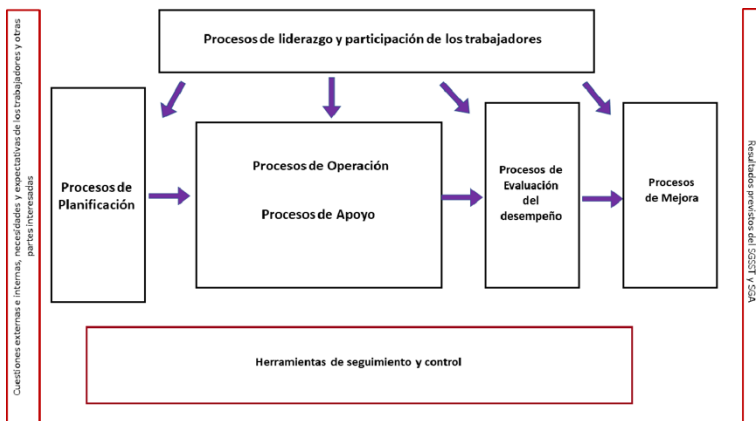 Cuestiones externas e internas, necesidades y expectativas de los trabajadores y otras
partes interesadas
Procesos de liderazgo y participación de los trabajadores
Procesos de
Planificación
Procesos de Operación
Procesos de Apoyo
Procesos de
Evaluación
del
desempeño
Procesos
de Mejora
Herramientas de seguimiento y control
Resultados previstos del SGSST y SGA